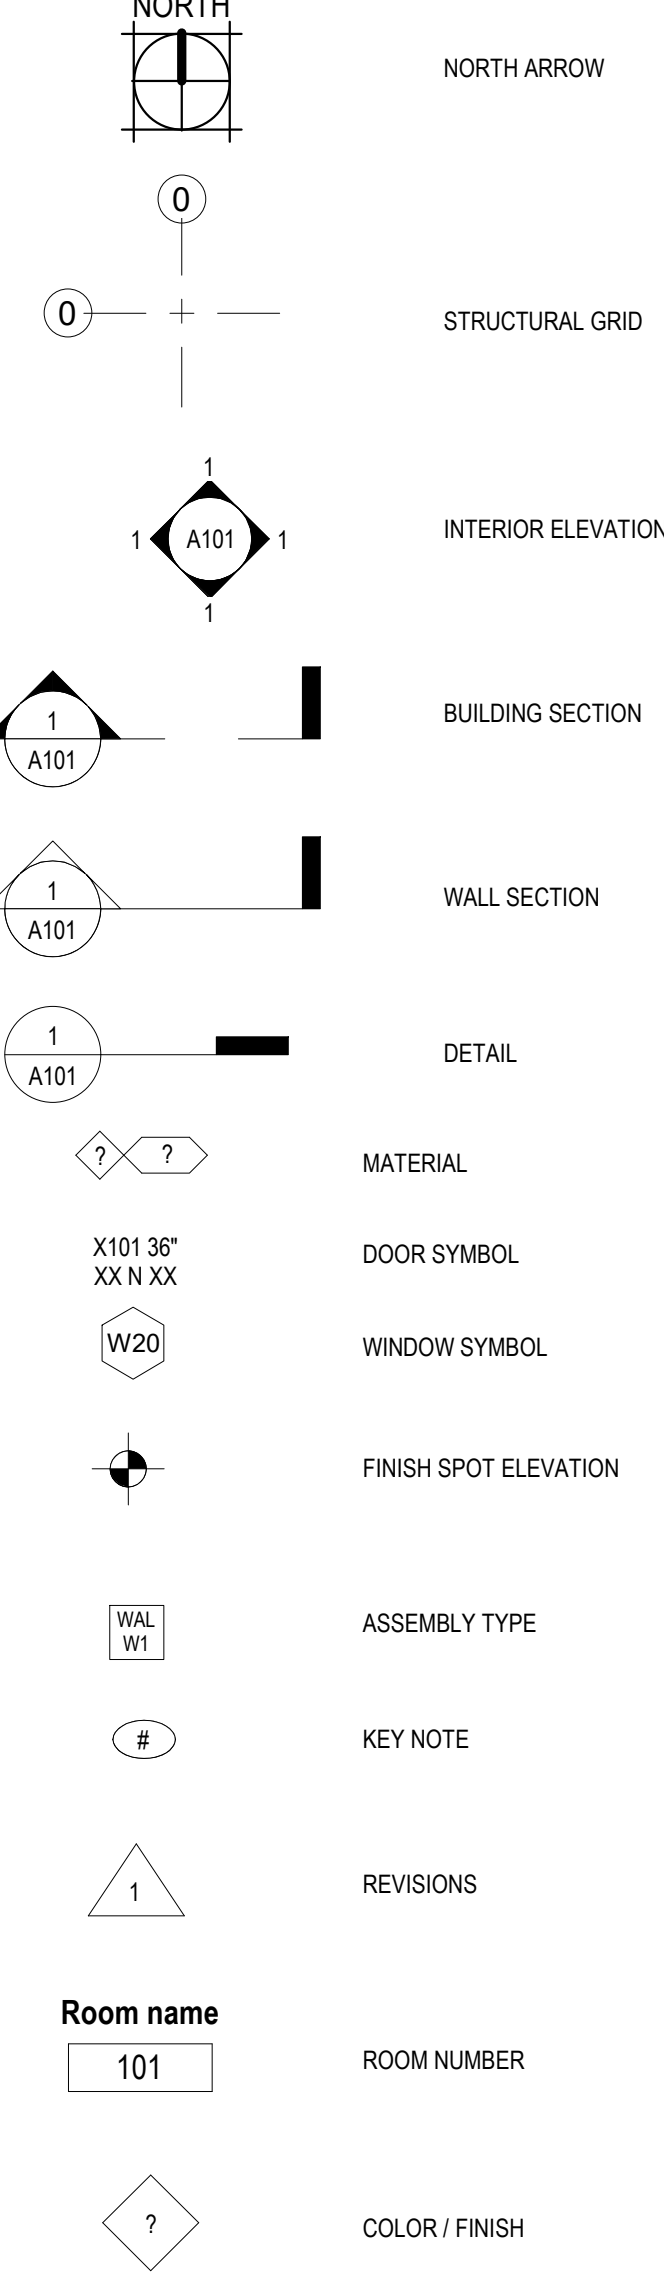 NORTH
NORTH ARROW
0
0
STRUCTURAL GRID
1
1 A101 1
1
INTERIOR ELEVATION
1
A101
BUILDING SECTION
1
A101
WALL SECTION
1
A101
DETAIL
? ?
MATERIAL
X101 36"
XX N XX
DOOR SYMBOL
W20
WINDOW SYMBOL
FINISH SPOT ELEVATION
WAL
W1
ASSEMBLY TYPE
#
KEY NOTE
1
REVISIONS
Room name
101
ROOM NUMBER
?
COLOR / FINISH